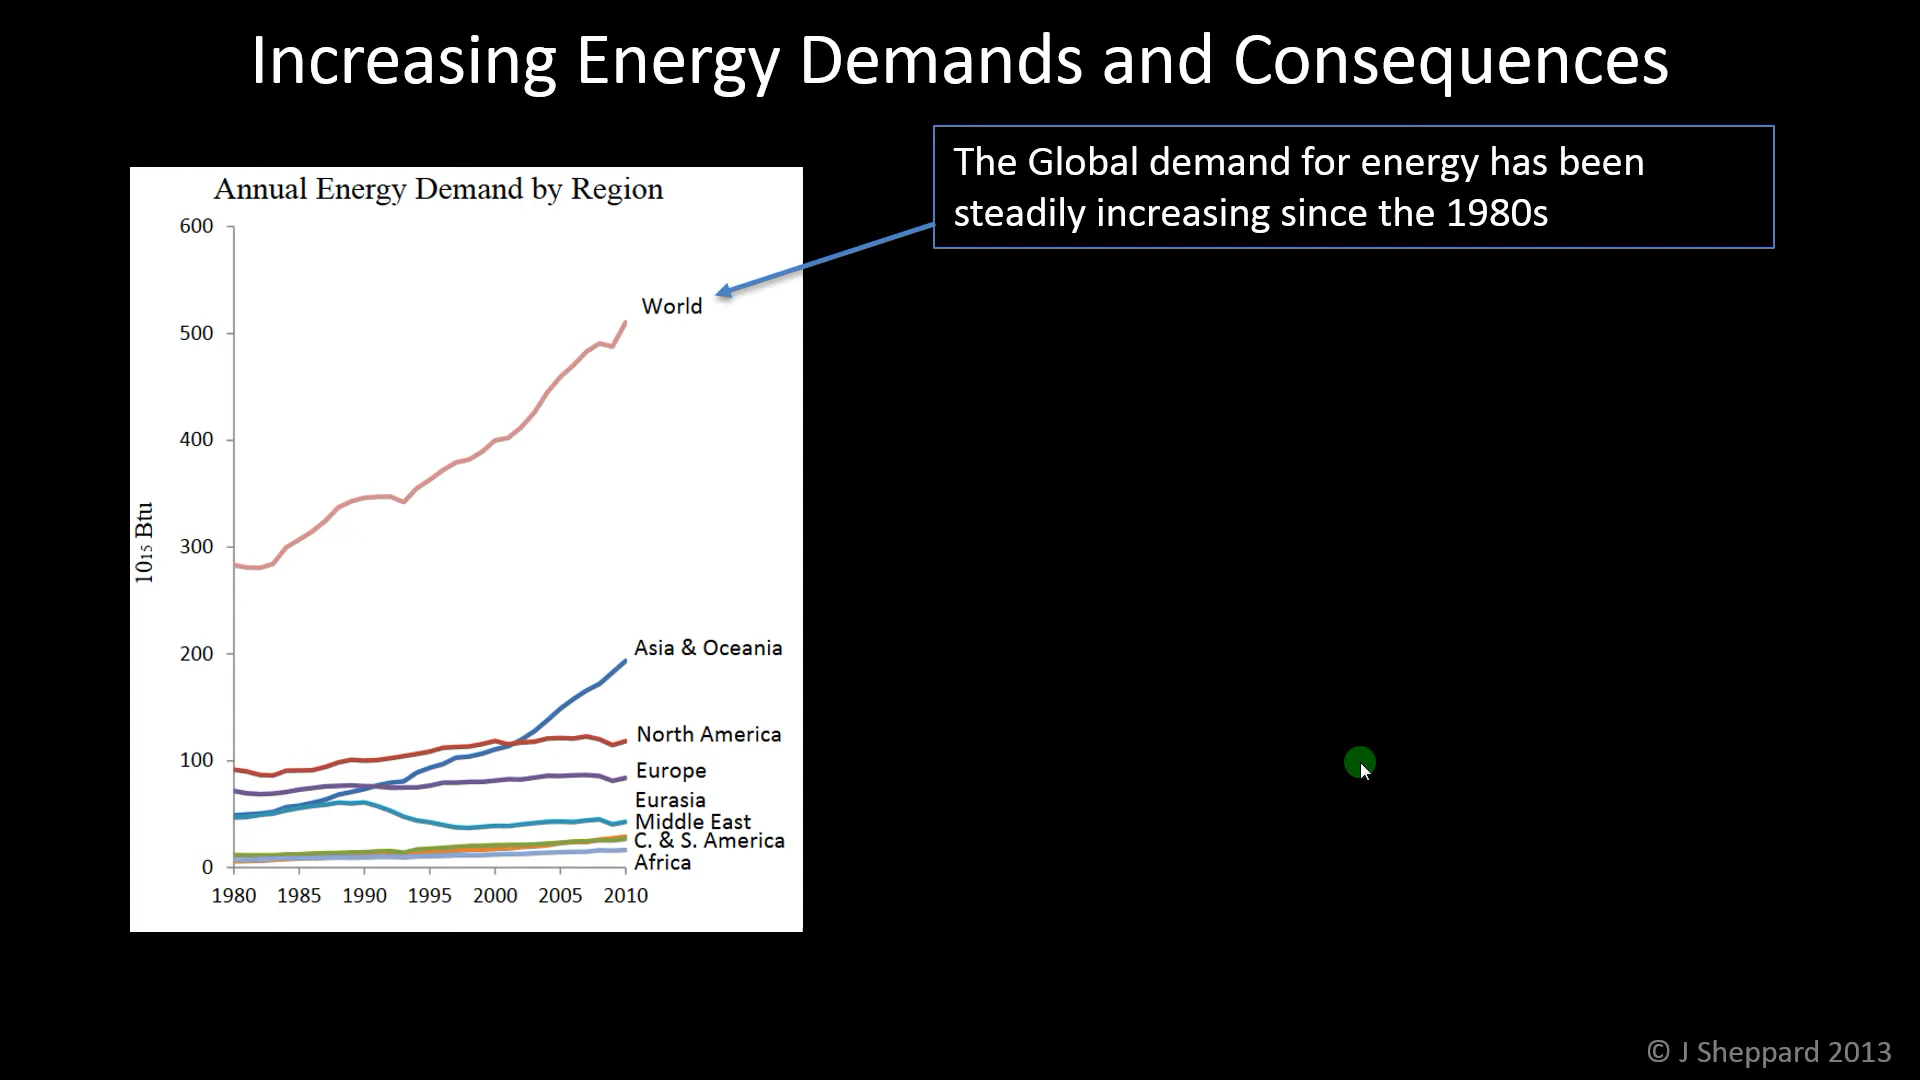 Increasing Energy Demands and Consequences
The Global demand for energy has been
steadily increasing since the 1980s
Annual Energy Demand by Region
600
500
400
300
200
100
0
1015 Btu
1980 1985 1990 1995 2000 2005 2010
World
Asia & Oceania
North America
Europe
Eurasia
Middle East
C. & S. America
Africa
© J Sheppard 2013